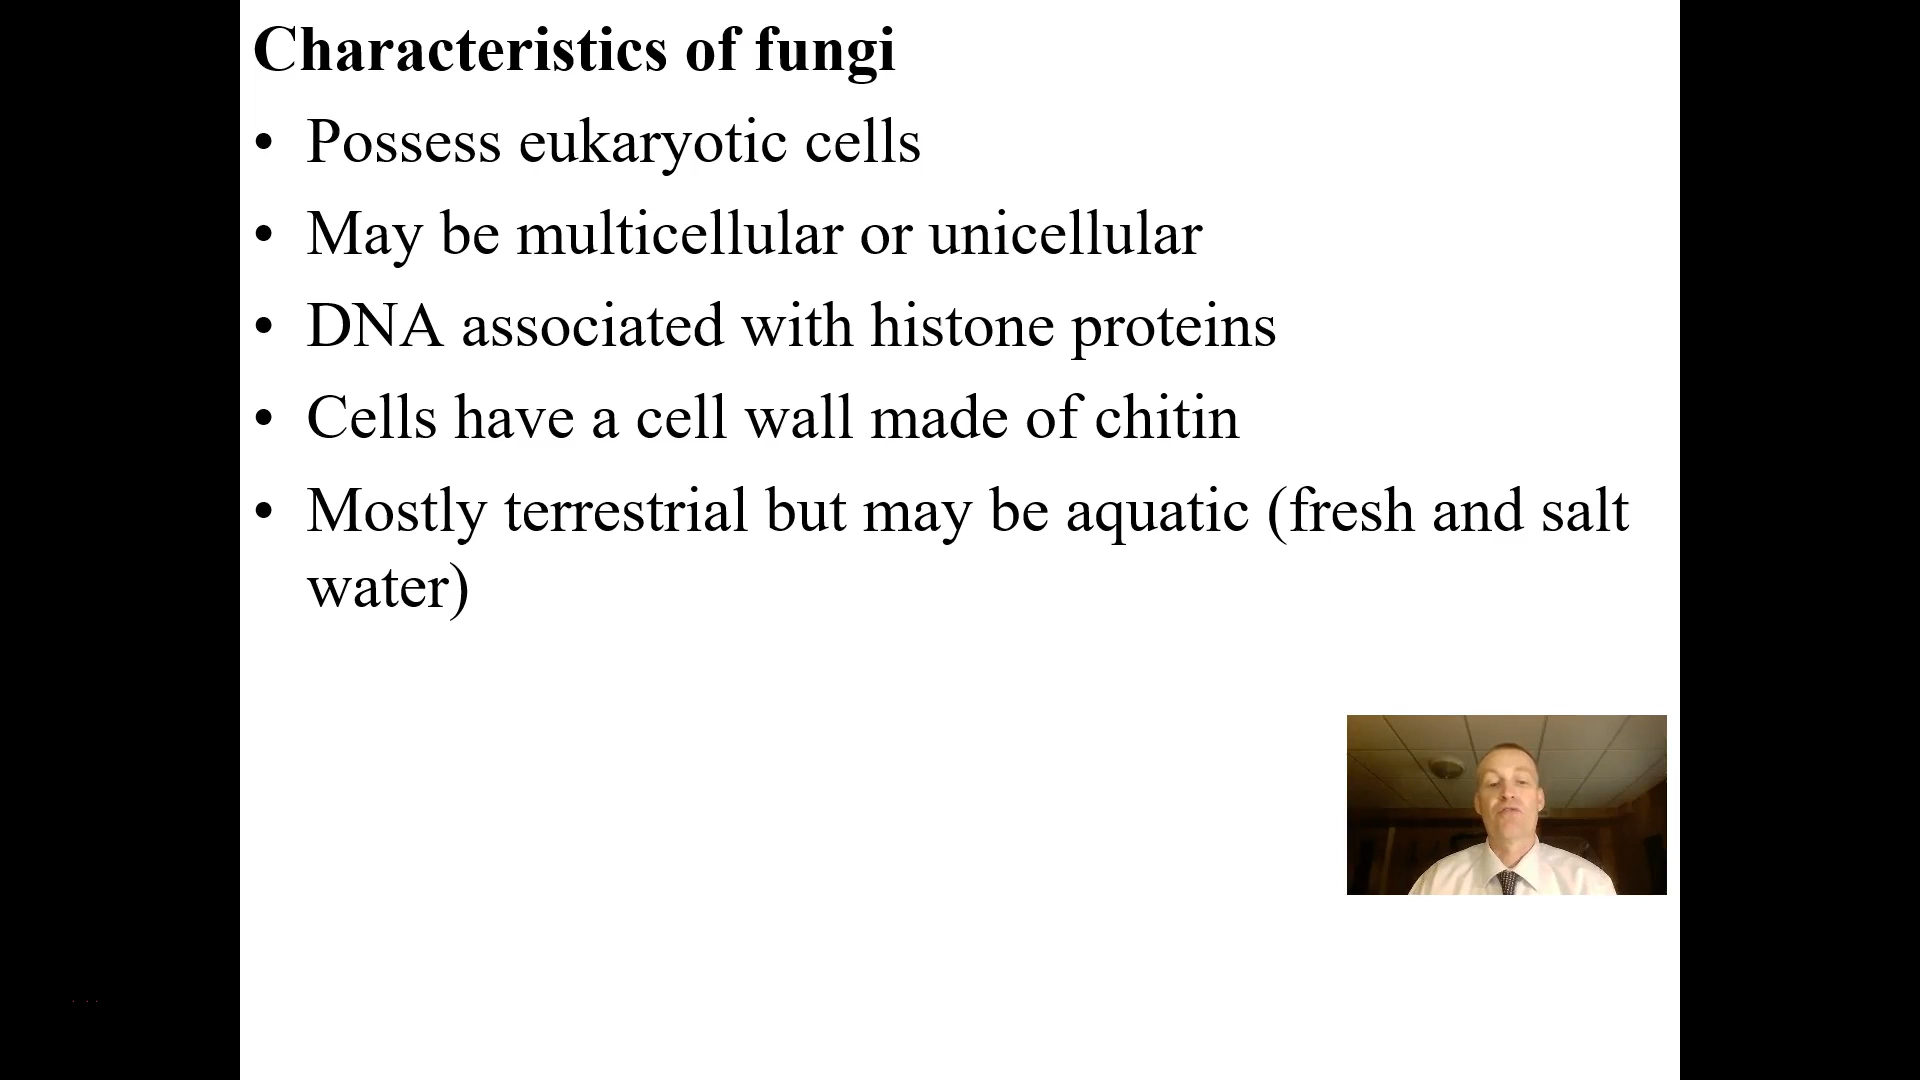 Characteristics of fungi
• Possess eukaryotic cells
• May be multicellular or unicellular
• DNA associated with histone proteins
• Cells have a cell wall made of chitin
• Mostly terrestrial but may be aquatic (fresh and salt
water)